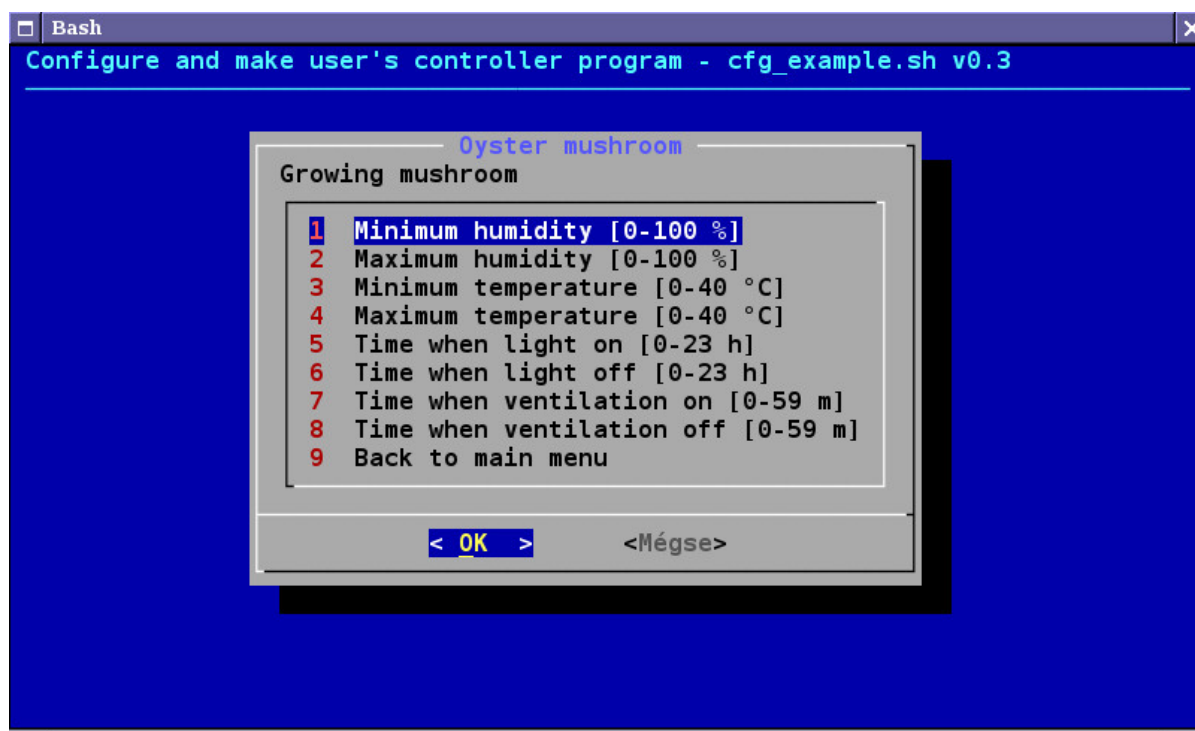 Bash
Configure and make user's controller program - cfg_example.sh v0.3
Oyster mushroom
Growing mushroom
1 Minimum humidity [0-100 %]
2 Maximum humidity [0-100 %]
3 Minimum temperature [0-40 °C]
4 Maximum temperature [0-40 °C]
5 Time when light on [0-23 h]
6 Time when light off [0-23 h]
7 Time when ventilation on [0-59 m]
8 Time when ventilation off [0-59 m]
9 Back to main menu
< OK > <Mégse>